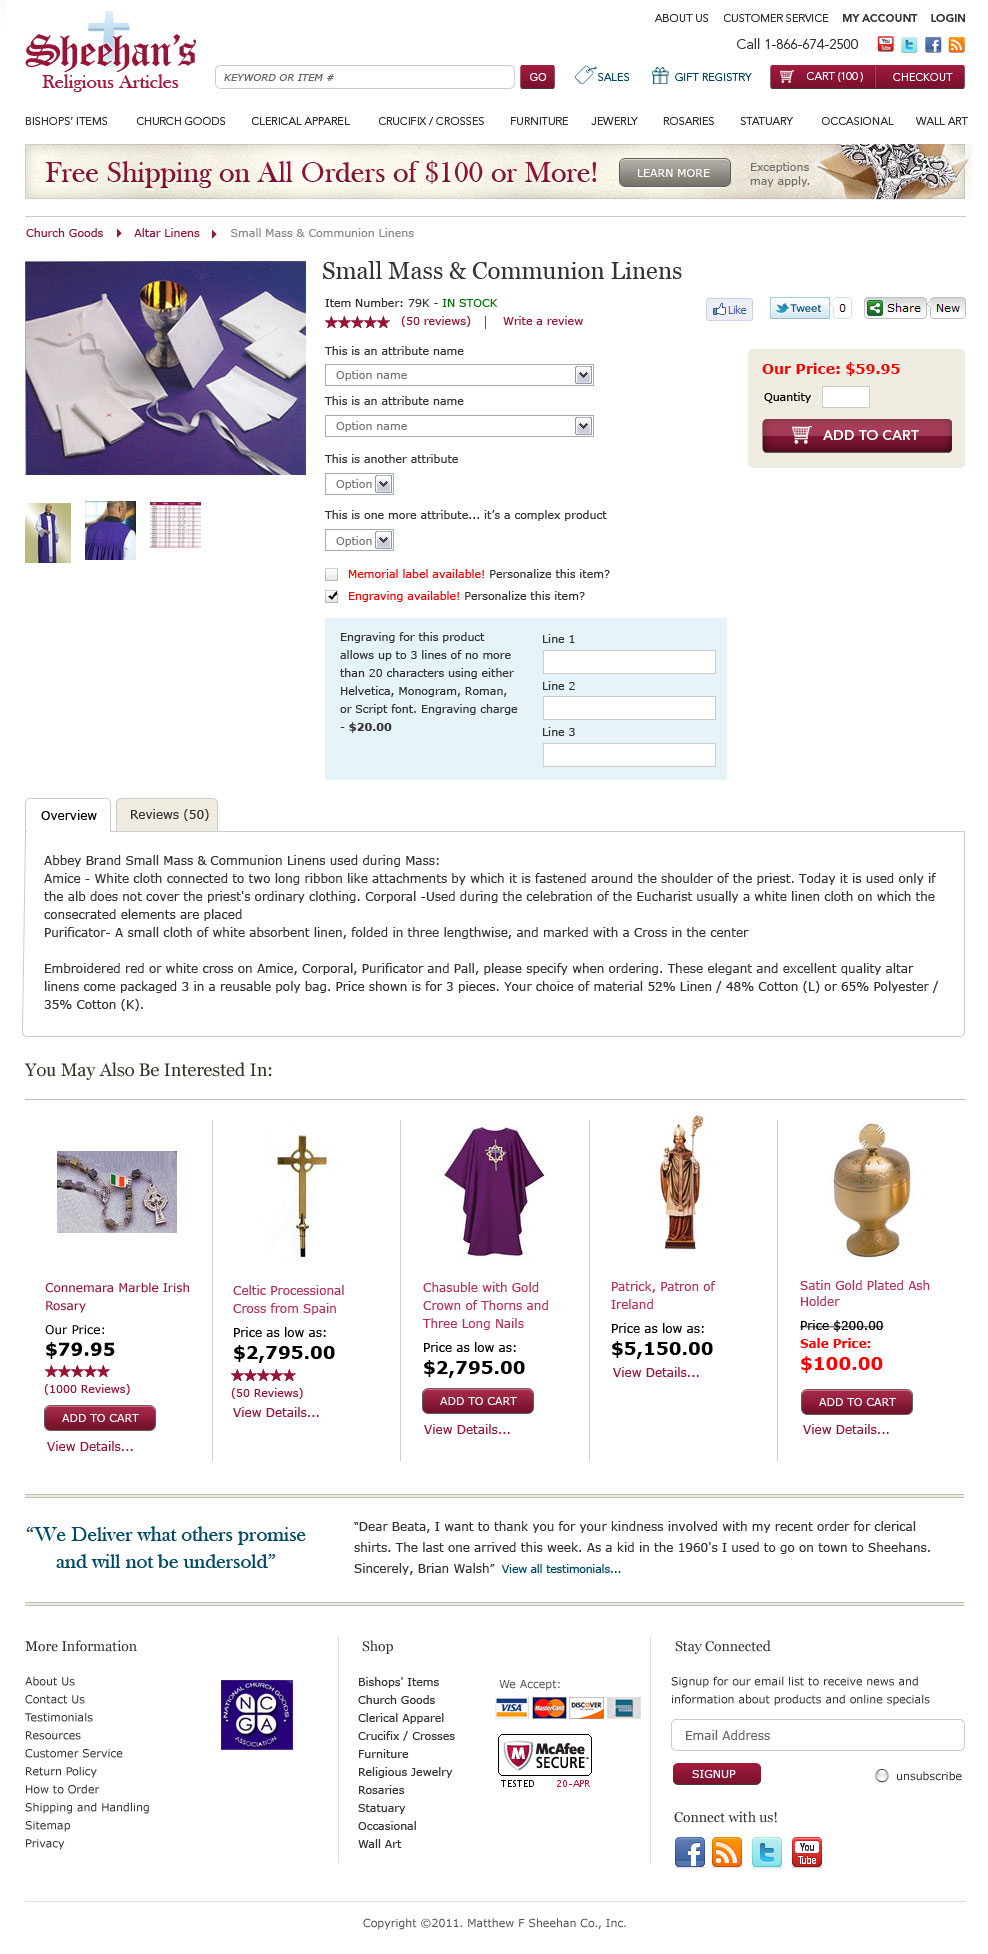 ABOUT US CUSTOMER SERVICE MY ACCOUNT LOGIN
Call 1-866-674-2500
You Tube
Sheehan's
Religious Articles
KEYWORD OR ITEM #
GO
SALES
GIFT REGISTRY
CART (100)
CHECKOUT
BISHOPS' ITEMS CHURCH GOODS CLERICAL APPAREL CRUCIFIX / CROSSES FURNITURE JEWERLY ROSARIES STATUARY OCCASIONAL WALL ART
Free Shipping on All Orders of $100 or More!
LEARN MORE
Exceptions
may apply.
Church Goods Altar Linens Small Mass & Communion Linens
Small Mass & Communion Linens
Item Number: 79K - IN STOCK
(50 reviews) | Write a review
Like
Tweet 0
Share New
This is an attribute name
Option name
This is an attribute name
Option name
This is another attribute
Option
This is one more attribute... it's a complex product
Option
Memorial label available! Personalize this item?
Engraving available! Personalize this item?
Our Price: $59.95
Quantity
ADD TO CART
Engraving for this product
allows up to 3 lines of no more
than 20 characters using either
Helvetica, Monogram, Roman,
or Script font. Engraving charge
- $20.00
Line 1
Line 2
Line 3
Overview
Reviews (50)
Abbey Brand Small Mass & Communion Linens used during Mass:
Amice - White cloth connected to two long ribbon like attachments by which it is fastened around the shoulder of the priest. Today it is used only if
the alb does not cover the priest's ordinary clothing. Corporal -Used during the celebration of the Eucharist usually a white linen cloth on which the
consecrated elements are placed
Purificator- A small cloth of white absorbent linen, folded in three lengthwise, and marked with a Cross in the center
Embroidered red or white cross on Amice, Corporal, Purificator and Pall, please specify when ordering. These elegant and excellent quality altar
linens come packaged 3 in a reusable poly bag. Price shown is for 3 pieces. Your choice of material 52% Linen / 48% Cotton (L) or 65% Polyester /
35% Cotton (K).
You May Also Be Interested In:
Connemara Marble Irish
Rosary
Our Price:
$79.95
(1000 Reviews)
ADD TO CART
View Details...
Celtic Processional
Cross from Spain
Price as low as:
$2,795.00
(50 Reviews)
View Details...
Chasuble with Gold
Crown of Thorns and
Three Long Nails
Price as low as:
$2,795.00
ADD TO CART
View Details...
Patrick, Patron of
Ireland
Price as low as:
$5,150.00
View Details...
Satin Gold Plated Ash
Holder
Price $200.00
Sale Price:
$100.00
ADD TO CART
View Details...
“We Deliver what others promise
and will not be undersold”
“Dear Beata, I want to thank you for your kindness involved with my recent order for clerical
shirts. The last one arrived this week. As a kid in the 1960's I used to go on town to Sheehans.
Sincerely, Brian Walsh” View all testimonials...
More Information
About Us
Contact Us
Testimonials
Resources
Customer Service
Return Policy
How to Order
Shipping and Handling
Sitemap
Privacy
NATIONAL CHURCH GOODS
NCGA
ASSOCIATION
Shop
Bishops' Items
Church Goods
Clerical Apparel
Crucifix / Crosses
Furniture
Religious Jewelry
Rosaries
Statuary
Occasional
Wall Art
We Accept:
VISA
MasterCard
DISCOVER
McAfee
SECURE
TESTED 20-APR
Stay Connected
Signup for our email list to receive news and
information about products and online specials
Email Address
SIGNUP
unsubscribe
Connect with us!
You
Tube
Copyright ©2011. Matthew F Sheehan Co., Inc.